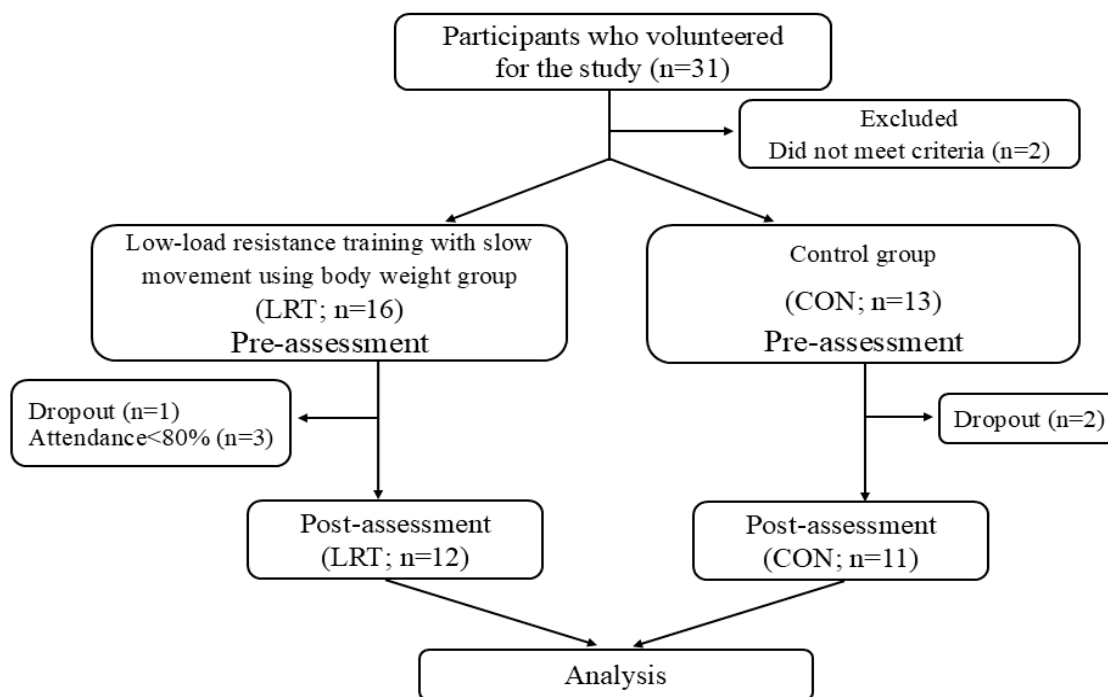 Participants who volunteered
for the study (n=31)
Excluded
Did not meet criteria (n=2)
Low-load resistance training with slow
movement using body weight group
(LRT; n=16)
Pre-assessment
Control group
(CON; n=13)
Pre-assessment
Dropout (n=1)
Attendance<80% (n=3)
Dropout (n=2)
Post-assessment
(LRT; n=12)
Post-assessment
(CON; n=11)
Analysis